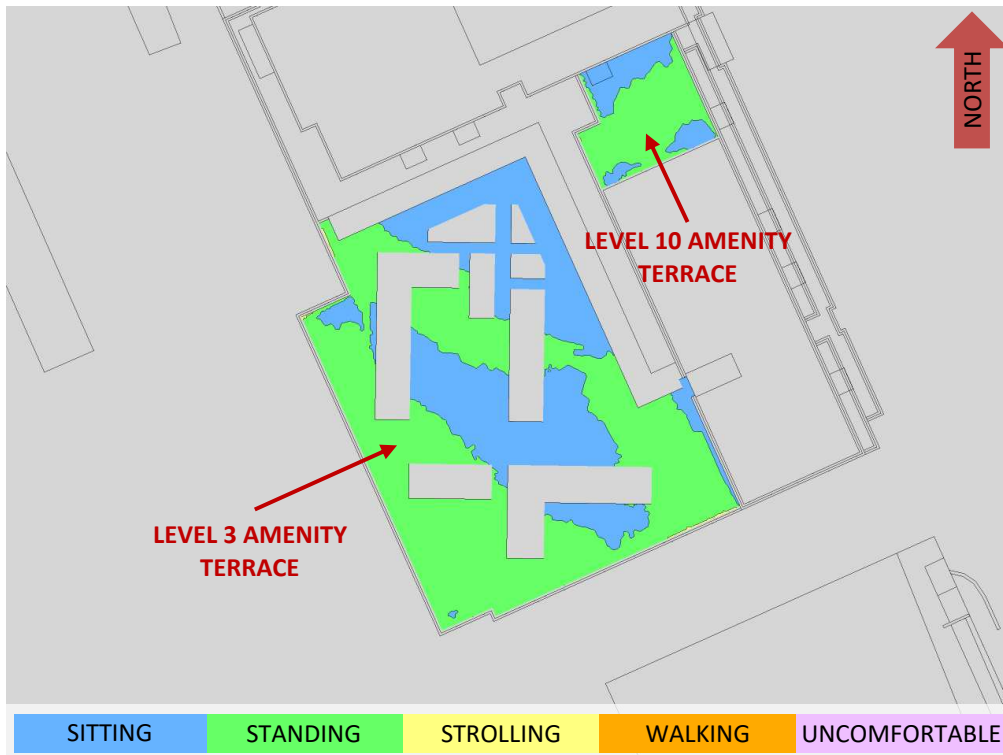 NORTH
LEVEL 10 AMENITY
TERRACE
LEVEL 3 AMENITY
TERRACE
SITTING
STANDING
STROLLING
WALKING
UNCOMFORTABLE